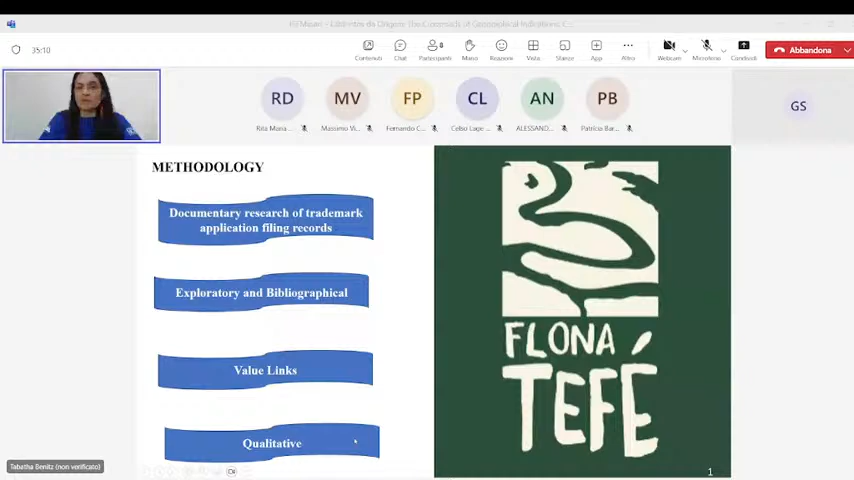 35:10
Contenuti
Chat
Partecipanti
Mano
Reazioni
Vista
Stanze
App
Altro
Webcam
Microfono
Condividi
Abbandona
RD
MV
FP
CL
AN
PB
GS
Rita Maria...
Massimo Vi...
Fernando C...
Celso Lage ...
ALESSAND...
Patricia Bar...
METHODOLOGY
Documentary research of trademark
application filing records
Exploratory and Bibliographical
Value Links
Qualitative
FLONA
TEFÉ
1
Tabatha Benitz (non verificato)